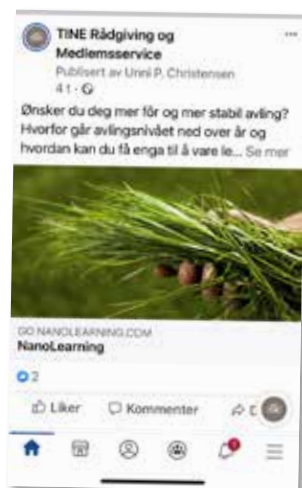 TINE Rådgiving og
Medlemsservice
Publisert av Unni P. Christensen
4 t ·
Ønsker du deg mer fôr og mer stabil avling?
Hvorfor går avlingsnivået ned over år og
hvordan kan du få enga til å vare le... Se mer
GO.NANOLEARNING.COM
NanoLearning
2
Liker
Kommenter